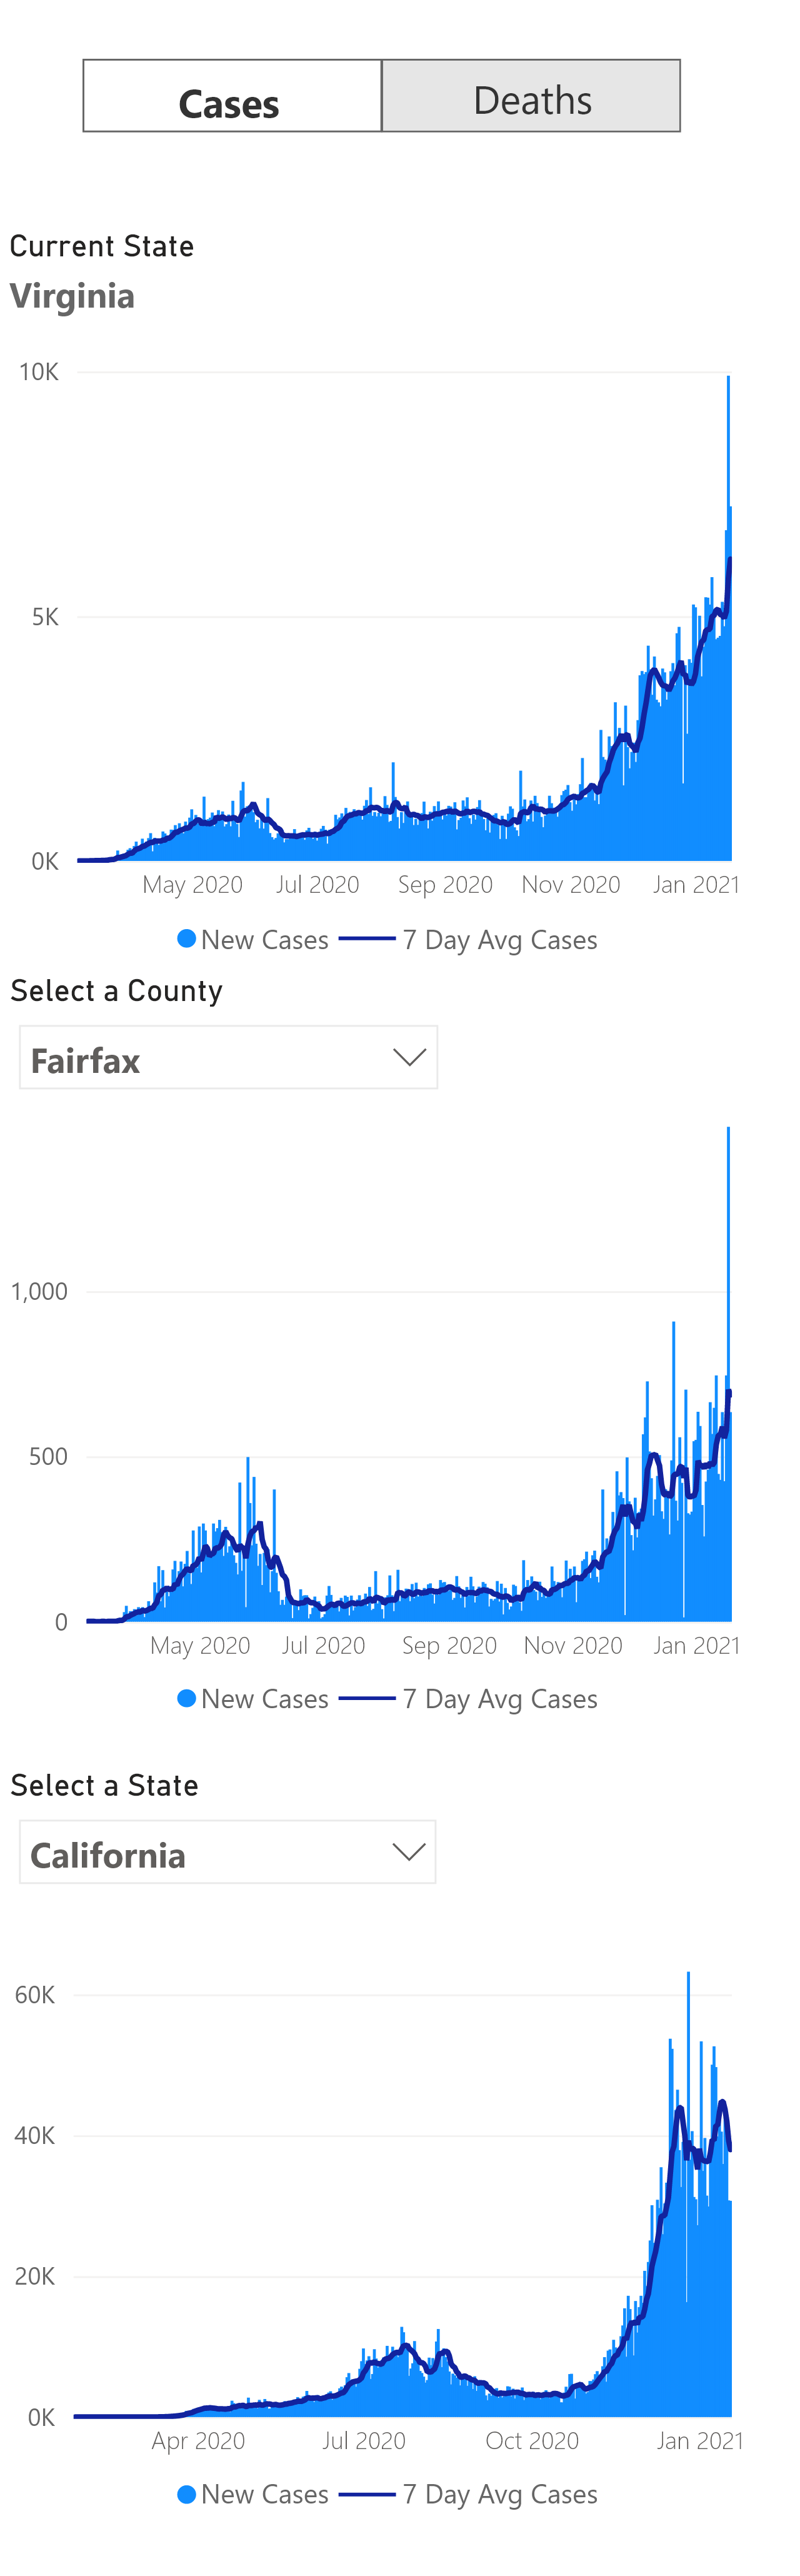 Cases Deaths
Current State
Virginia
10K
5K
0K
May 2020 Jul 2020 Sep 2020 Nov 2020 Jan 2021
New Cases 7 Day Avg Cases
Select a County
Fairfax
1,000
500
0
May 2020 Jul 2020 Sep 2020 Nov 2020 Jan 2021
New Cases 7 Day Avg Cases
Select a State
California
60K
40K
20K
0K
Apr 2020 Jul 2020 Oct 2020 Jan 2021
New Cases 7 Day Avg Cases